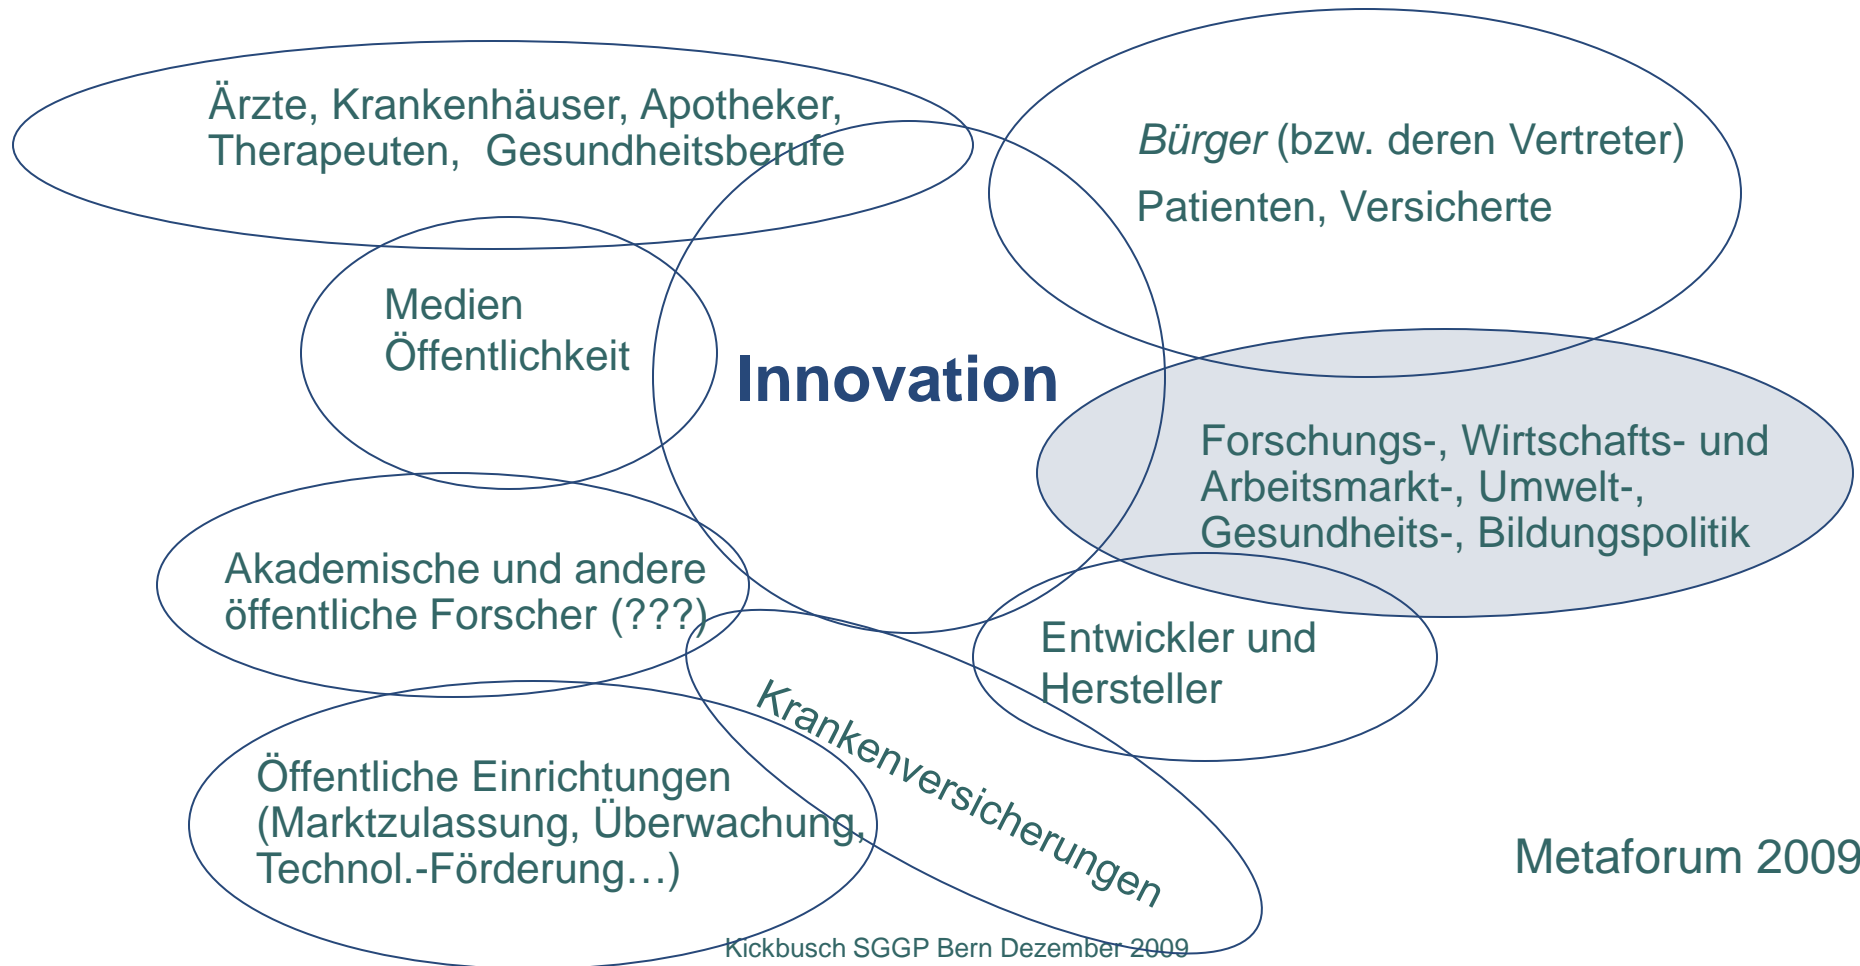 Ärzte, Krankenhäuser, Apotheker,
Therapeuten, Gesundheitsberufe
Bürger (bzw. deren Vertreter)
Patienten, Versicherte
Medien
Öffentlichkeit
Innovation
Forschungs-, Wirtschafts- und
Arbeitsmarkt-, Umwelt-,
Gesundheits-, Bildungspolitik
Akademische und andere
öffentliche Forscher (???)
Entwickler und
Hersteller
Krankenversicherungen
Öffentliche Einrichtungen
(Marktzulassung, Überwachung,
Technol.-Förderung…)
Metaforum 2009
Kickbusch SGGP Bern Dezember 2009